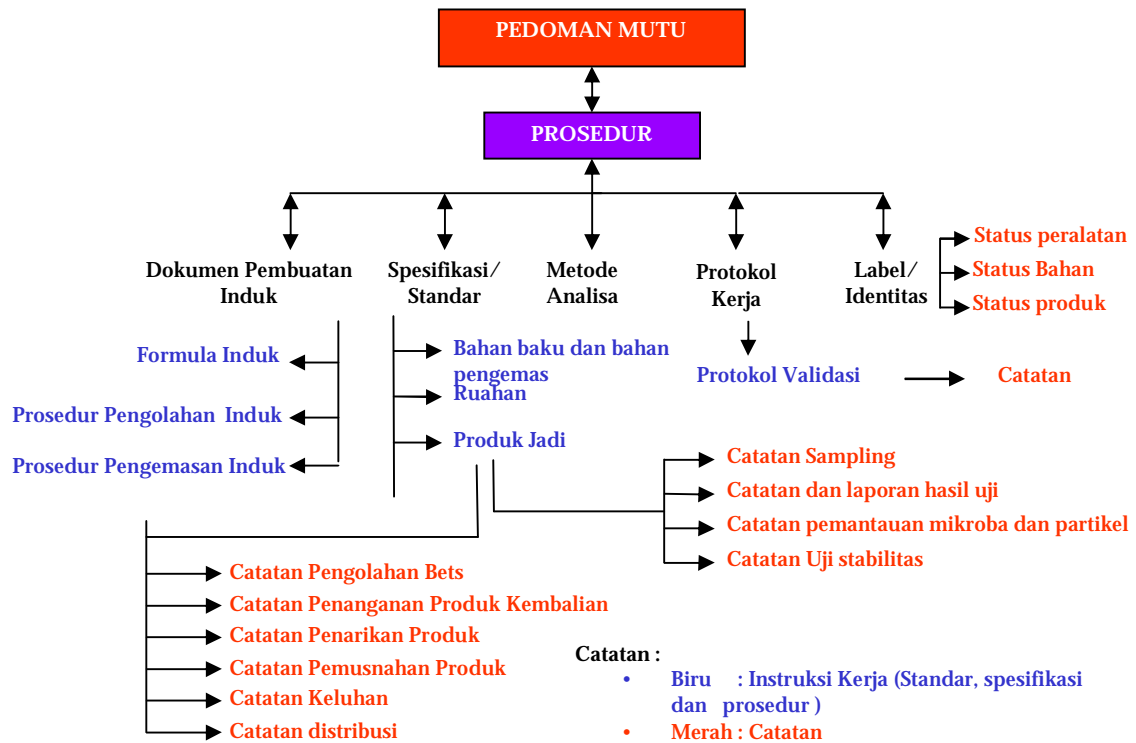 PEDOMAN MUTU
PROSEDUR
Dokumen Pembuatan
Induk
Spesifikasi/
Standar
Metode
Analisa
Protokol
Kerja
Label/
Identitas
Status peralatan
Status Bahan
Status produk
Formula Induk
Prosedur Pengolahan Induk
Prosedur Pengemasan Induk
Bahan baku dan bahan
pengemas
Ruahan
Produk Jadi
Protokol Validasi
Catatan
Catatan Sampling
Catatan dan laporan hasil uji
Catatan pemantauan mikroba dan partikel
Catatan Uji stabilitas
Catatan Pengolahan Bets
Catatan Penanganan Produk Kembalian
Catatan Penarikan Produk
Catatan Pemusnahan Produk
Catatan Keluhan
Catatan distribusi
Catatan :
• Biru : Instruksi Kerja (Standar, spesifikasi
dan prosedur )
• Merah : Catatan